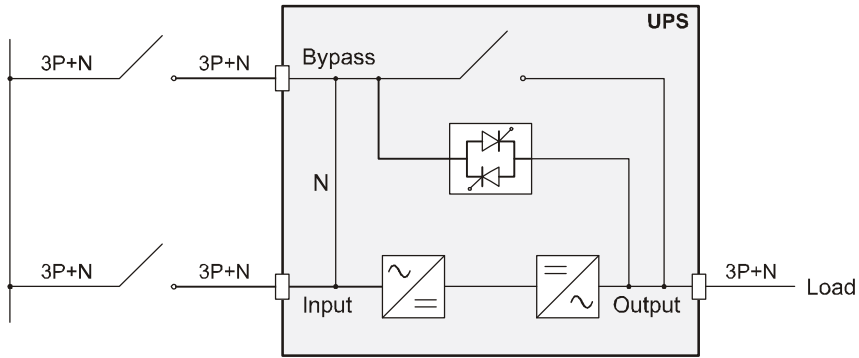 UPS
3P+N
3P+N
Bypass
N
3P+N
3P+N
Input
Output
3P+N
Load